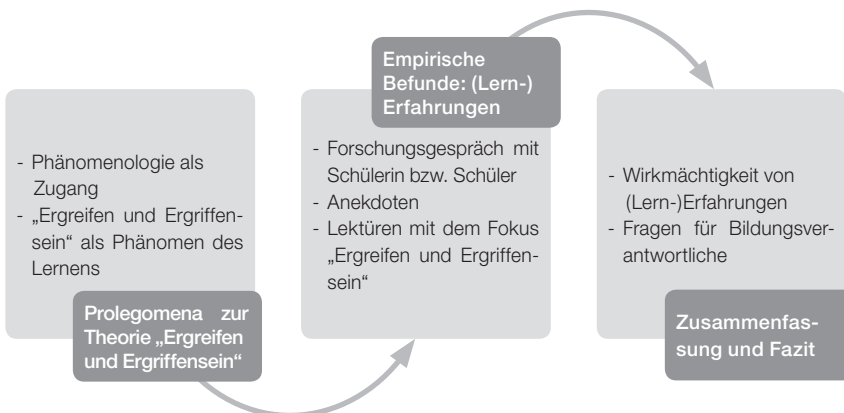 - Phänomenologie als
Zugang
- „Ergreifen und Ergriffen-
sein“ als Phänomen des
Lernens
Prolegomena zur
Theorie „Ergreifen
und Ergriffensein“
Empirische
Befunde: (Lern-)
Erfahrungen
- Forschungsgespräch mit
Schülerin bzw. Schüler
- Anekdoten
- Lektüren mit dem Fokus
„Ergreifen und Ergriffen-
sein“
- Wirkmächtigkeit von
(Lern-)Erfahrungen
- Fragen für Bildungsver-
antwortliche
Zusammenfas-
sung und Fazit